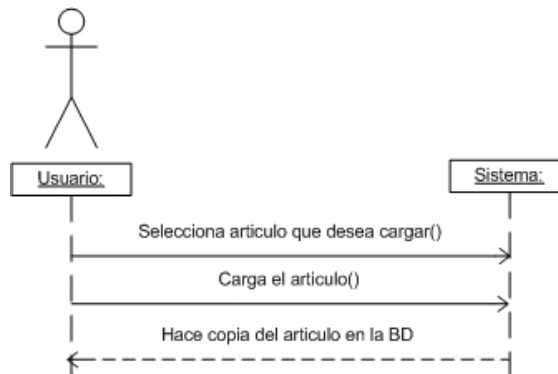 Usuario:
Sistema:
Selecciona articulo que desea cargar()
Carga el articulo()
Hace copia del articulo en la BD